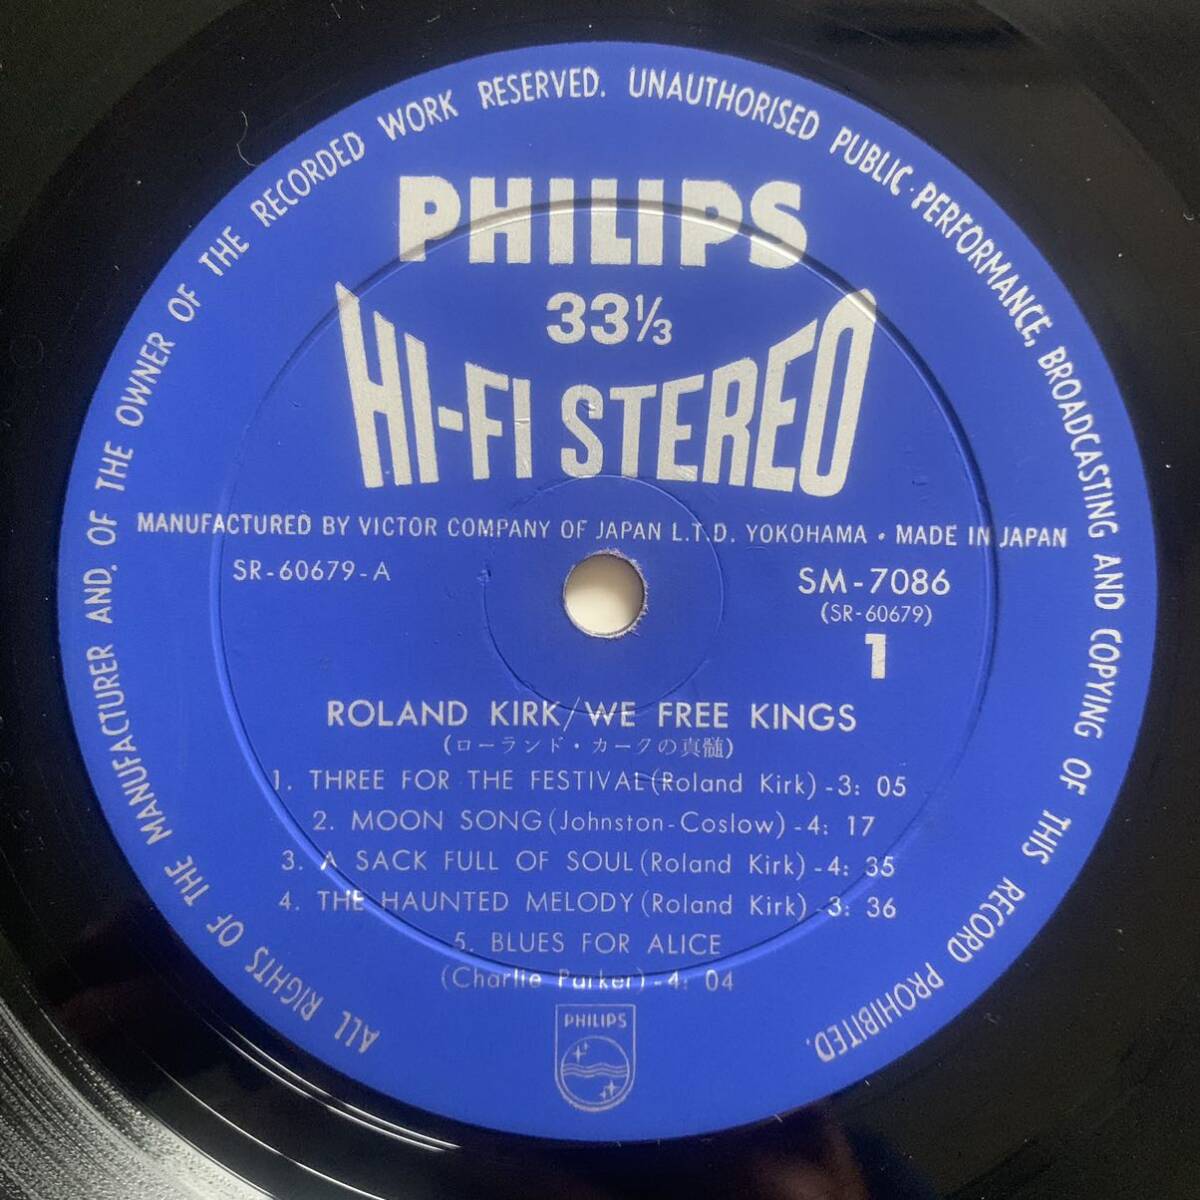 ALL RIGHTS OF THE MANUFACTURER AND, OF THE OWNER OF THE RECORDED WORK RESERVED. UNAUTHORISED PUBLIC·PERFORMANCE, BROADCASTING AND COPYING OF THIS RECORD PROHIBITED.
PHILIPS
33⅓
HI-FI STEREO
MANUFACTURED BY VICTOR COMPANY OF JAPAN L.T.D. YOKOHAMA • MADE IN JAPAN
SR-60679-A
SM-7086
(SR-60679)
1
ROLAND KIRK/WE FREE KINGS
(ローランド・カークの真髄)
1. THREE FOR THE FESTIVAL(Roland Kirk)-3: 05
2. MOON SONG(Johnston-Coslow)-4: 17
3. A SACK FULL OF SOUL(Roland Kirk)-4: 35
4. THE HAUNTED MELODY(Roland Kirk) 3: 36
5. BLUES FOR ALICE
(Charlie Parker)-4: 04
PHILIPS